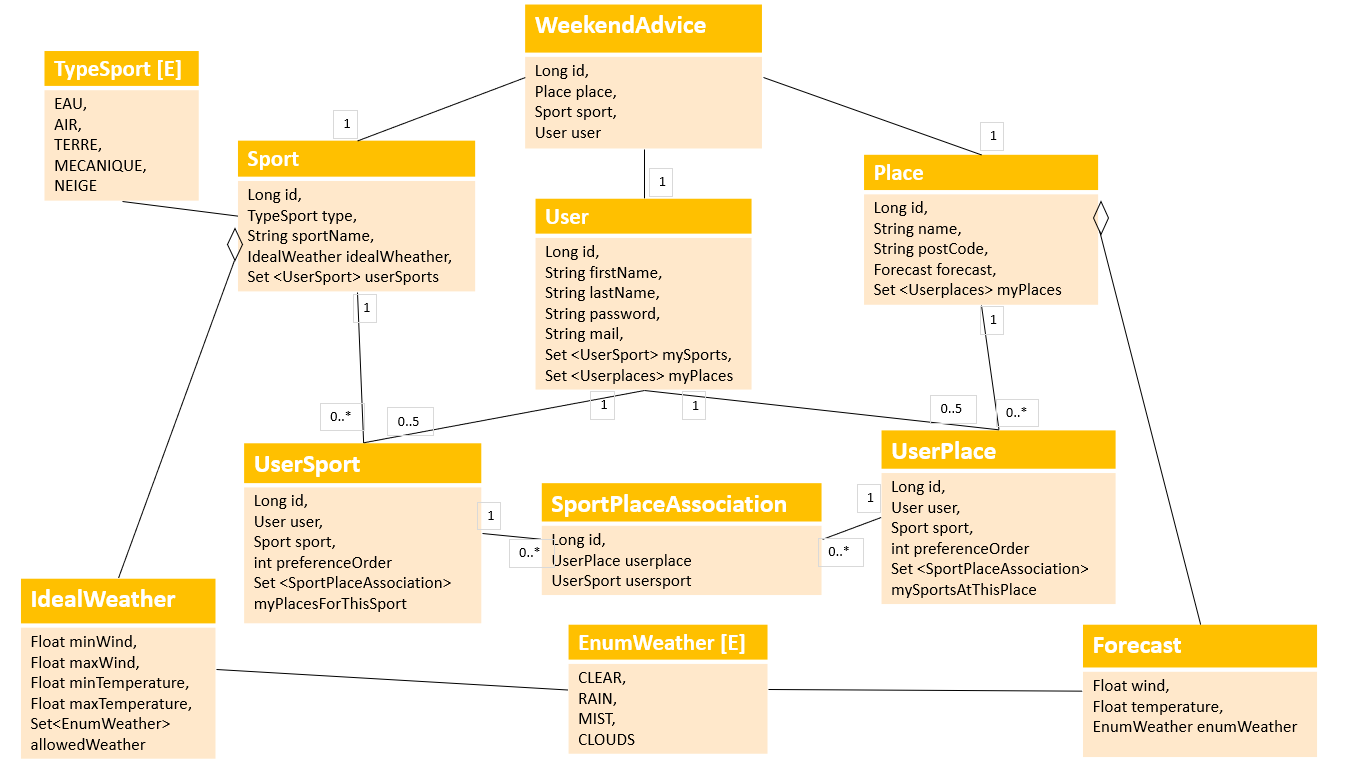 WeekendAdvice
Long id,
Place place,
Sport sport,
User user
TypeSport [E]
EAU,
AIR,
TERRE,
MECANIQUE,
NEIGE
1
1
1
Sport
Long id,
TypeSport type,
String sportName,
IdealWeather idealWheather,
Set <UserSport> userSports
User
Long id,
String firstName,
String lastName,
String password,
String mail,
Set <UserSport> mySports,
Set <Userplaces> myPlaces
Place
Long id,
String name,
String postCode,
Forecast forecast,
Set <Userplaces> myPlaces
1
1
1
1
0..*
0..5
0..5
0..*
UserSport
Long id,
User user,
Sport sport,
int preferenceOrder
Set <SportPlaceAssociation>
myPlacesForThisSport
1
0..*
SportPlaceAssociation
Long id,
UserPlace userplace
UserSport usersport
1
0..*
UserPlace
Long id,
User user,
Sport sport,
int preferenceOrder
Set <SportPlaceAssociation>
mySportsAtThisPlace
IdealWeather
Float minWind,
Float maxWind,
Float minTemperature,
Float maxTemperature,
Set<EnumWeather>
allowedWeather
EnumWeather [E]
CLEAR,
RAIN,
MIST,
CLOUDS
Forecast
Float wind,
Float temperature,
EnumWeather enumWeather